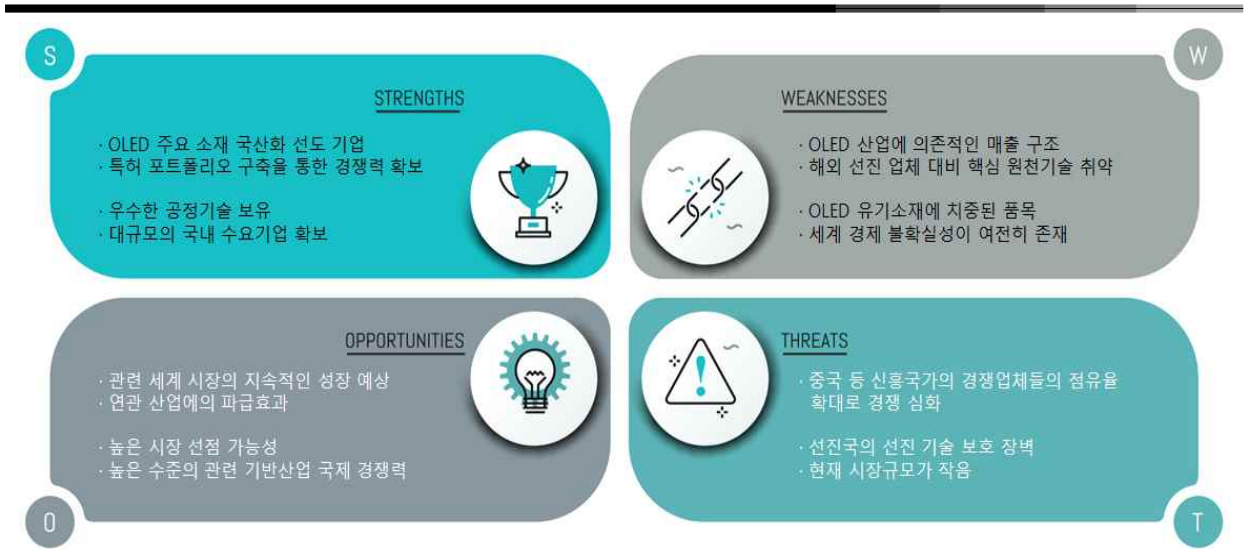 S
STRENGTHS
· OLED 주요 소재 국산화 선도 기업
· 특허 포트폴리오 구축을 통한 경쟁력 확보
· 우수한 공정기술 보유
· 대규모의 국내 수요기업 확보
W
WEAKNESSES
· OLED 산업에 의존적인 매출 구조
· 해외 선진 업체 대비 핵심 원천기술 취약
· OLED 유기소재에 치중된 품목
· 세계 경제 불확실성이 여전히 존재
OPPORTUNITIES
· 관련 세계 시장의 지속적인 성장 예상
· 연관 산업에의 파급효과
· 높은 시장 선점 가능성
· 높은 수준의 관련 기반산업 국제 경쟁력
O
THREATS
· 중국 등 신흥국가의 경쟁업체들의 점유율
확대로 경쟁 심화
· 선진국의 선진 기술 보호 장벽
· 현재 시장규모가 작음
T